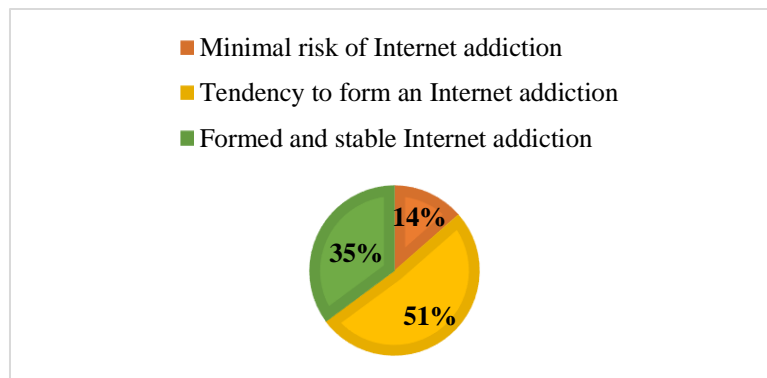 Minimal risk of Internet addiction
Tendency to form an Internet addiction
Formed and stable Internet addiction
14%
35%
51%